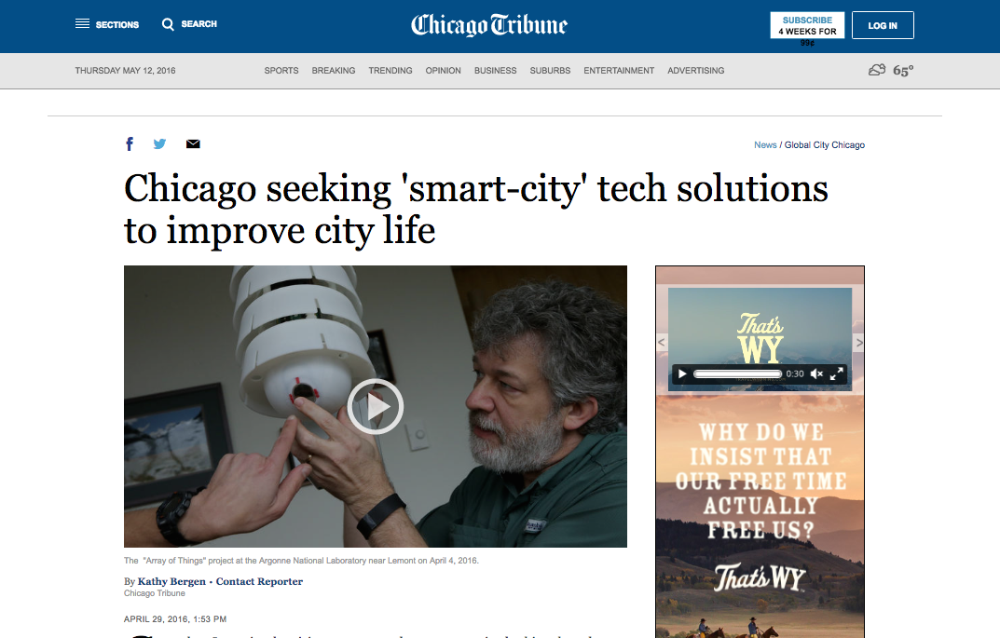 SECTIONS
SEARCH
Chicago Tribune
SUBSCRIBE
4 WEEKS FOR
99¢
LOG IN
THURSDAY MAY 12, 2016
SPORTS BREAKING TRENDING OPINION BUSINESS SUBURBS ENTERTAINMENT ADVERTISING
65°
News / Global City Chicago
Chicago seeking 'smart-city' tech solutions
to improve city life
That's
WY
< >
0:30
WHY DO WE
INSIST THAT
OUR FREE TIME
ACTUALLY
FREE US?
That's WY
The "Array of Things" project at the Argonne National Laboratory near Lemont on April 4, 2016.
By Kathy Bergen • Contact Reporter
Chicago Tribune
APRIL 29, 2016, 1:53 PM